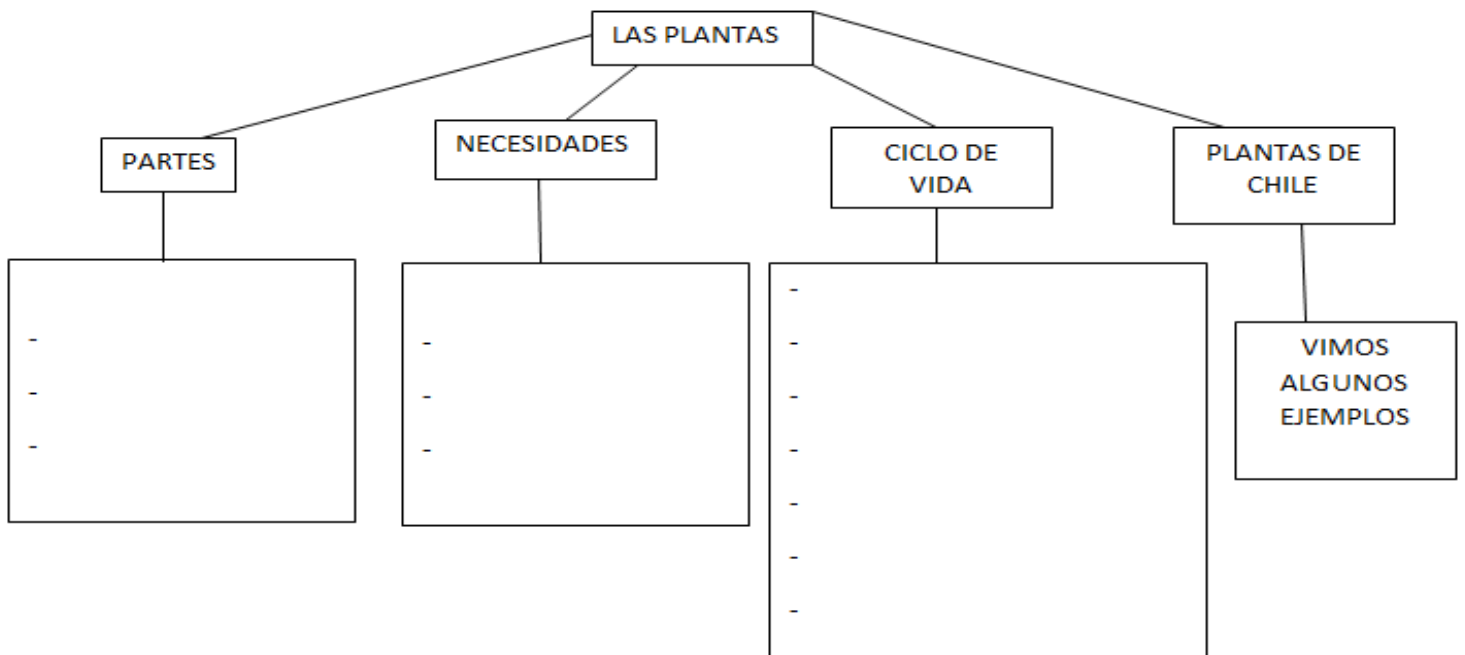 LAS PLANTAS
PARTES
NECESIDADES
CICLO DE
VIDA
PLANTAS DE
CHILE
-
-
-
-
-
-
-
-
-
-
-
-
-
VIMOS
ALGUNOS
EJEMPLOS